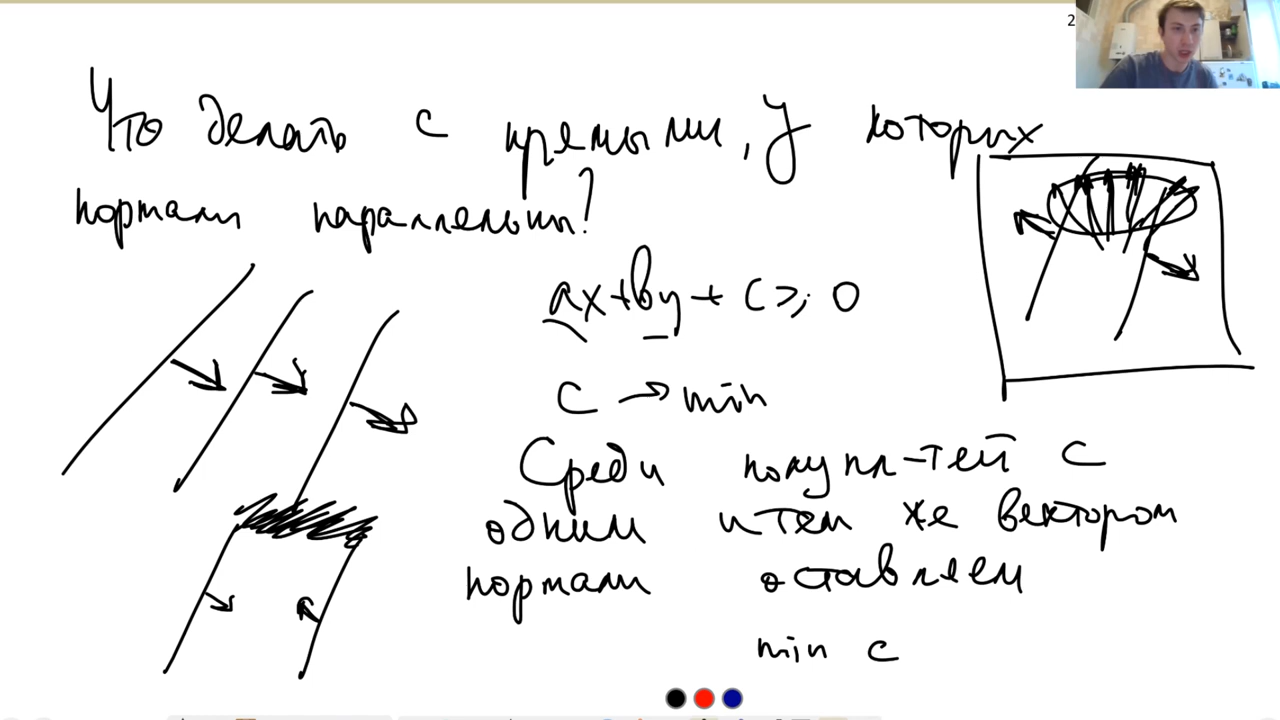 Что делать с прямыми, у которых
нормали параллельны?
ax+by+c≥0
c → min
Среди полупл-тей с
одним и тем же вектором
нормали оставляем
min c
2